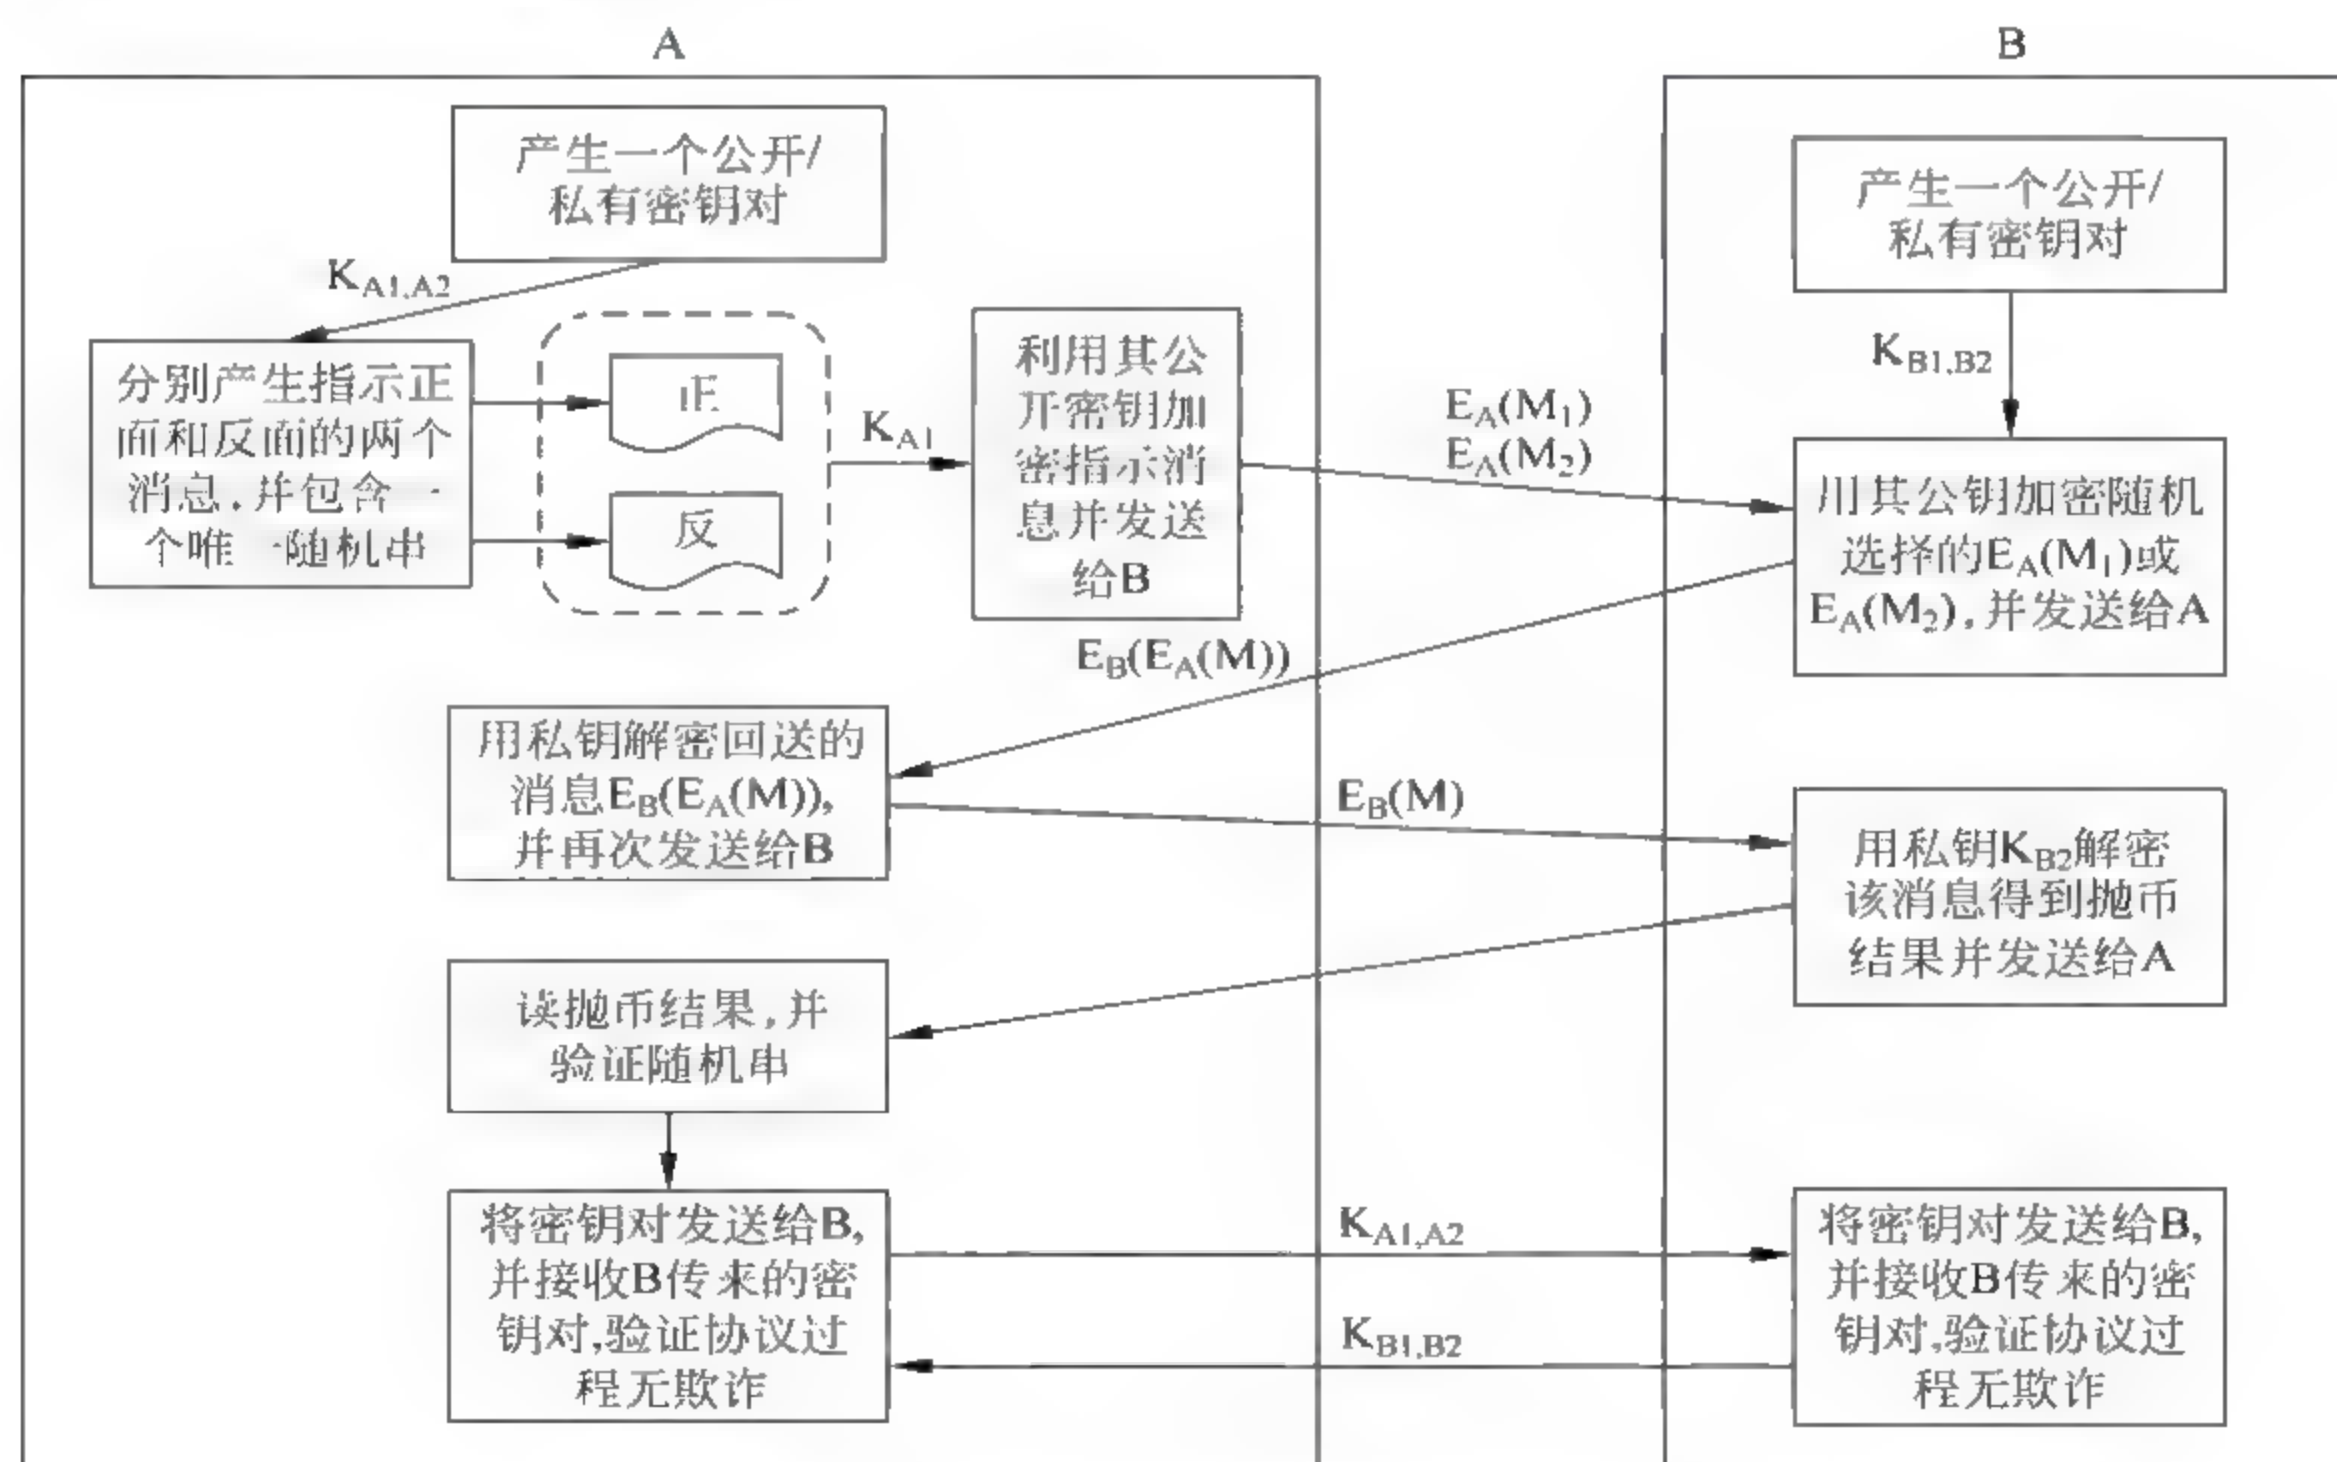 A
B
产生一个公开/
私有密钥对
产生一个公开/
私有密钥对
K_{A1,A2}
K_{B1,B2}
分别产生指示正
面和反面的两个
消息,并包含一
个唯一随机串
正
反
K_{A1}
利用其公
开密钥加
密指示消
息并发送
给B
E_A(M_1)
E_A(M_2)
用其公钥加密随机
选择的E_A(M_1)或
E_A(M_2),并发送给A
E_B(E_A(M))
用私钥解密回送的
消息E_B(E_A(M)),
并再次发送给B
E_B(M)
用私钥K_{B2}解密
该消息得到抛币
结果并发送给A
读抛币结果,并
验证随机串
将密钥对发送给B,
并接收B传来的密
钥对,验证协议过
程无欺诈
K_{A1,A2}
K_{B1,B2}
将密钥对发送给B,
并接收B传来的密
钥对,验证协议过
程无欺诈